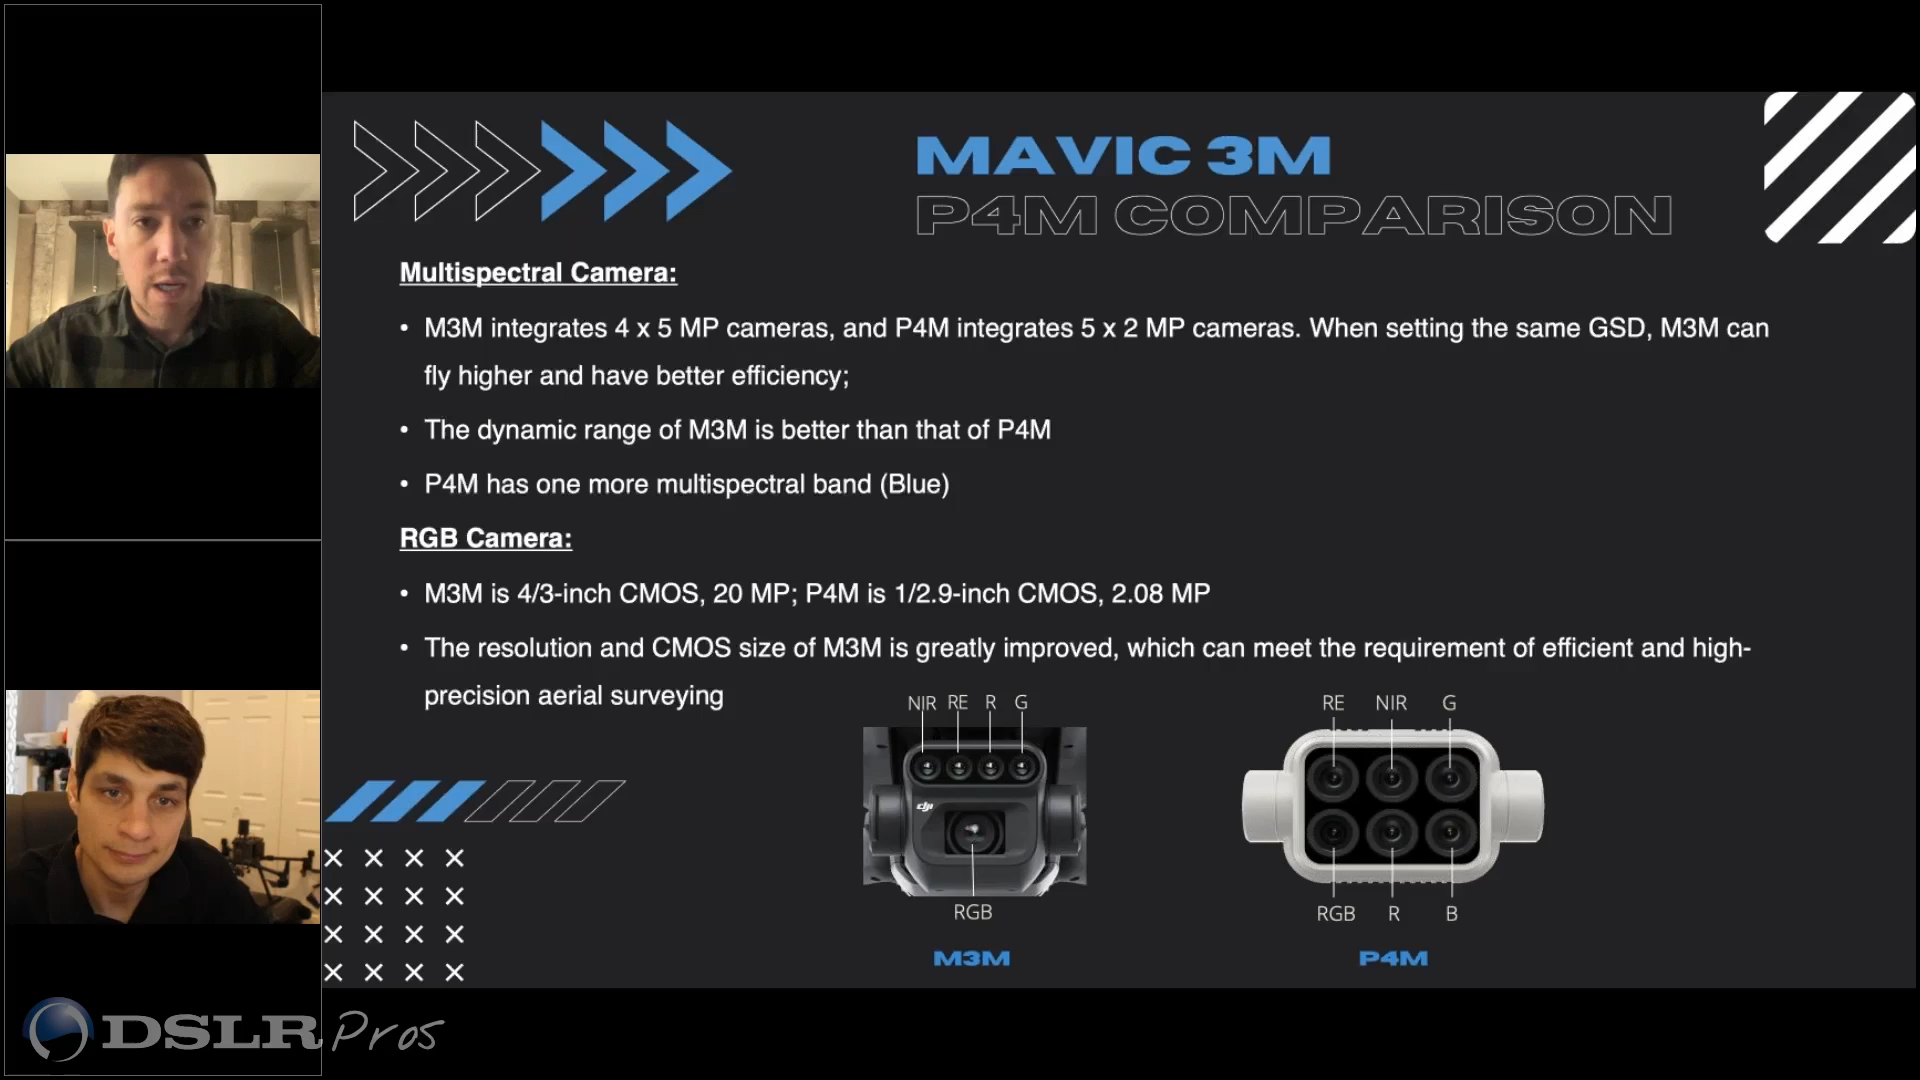 MAVIC 3M
P4M COMPARISON
Multispectral Camera:
• M3M integrates 4 x 5 MP cameras, and P4M integrates 5 x 2 MP cameras. When setting the same GSD, M3M can
fly higher and have better efficiency;
• The dynamic range of M3M is better than that of P4M
• P4M has one more multispectral band (Blue)
RGB Camera:
• M3M is 4/3-inch CMOS, 20 MP; P4M is 1/2.9-inch CMOS, 2.08 MP
• The resolution and CMOS size of M3M is greatly improved, which can meet the requirement of efficient and high-
precision aerial surveying
NIR RE R G
dji
RGB
M3M
RE NIR G
RGB R B
P4M
DSLR Pros